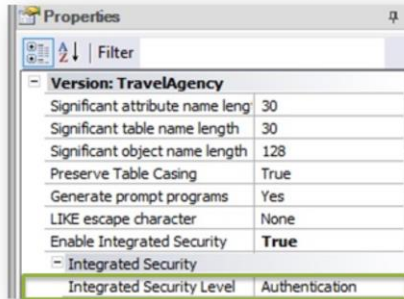 Properties
Filter
Version: TravelAgency
Significant attribute name leng 30
Significant table name length 30
Significant object name length 128
Preserve Table Casing True
Generate prompt programs Yes
LIKE escape character None
Enable Integrated Security True
Integrated Security
Integrated Security Level Authentication